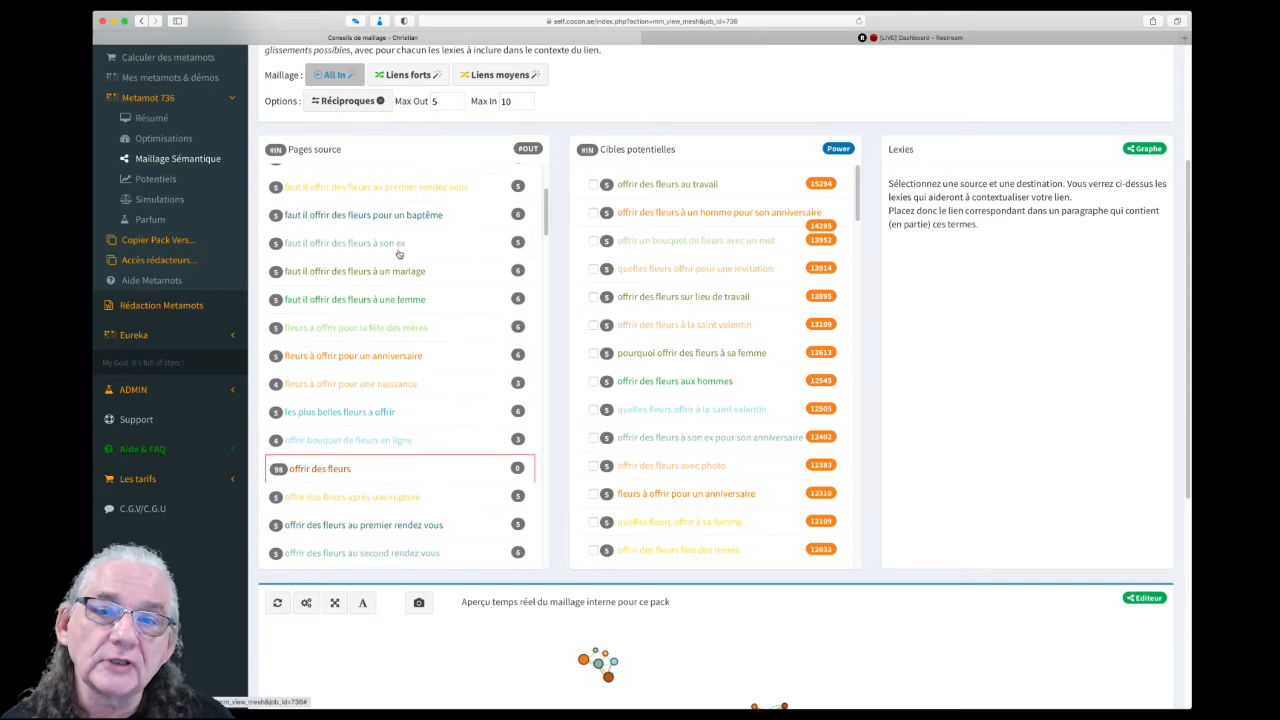 self.cocon.se/index.php?action=mm_view_mesh&job_id=736
Conseils de maillage - Christian
R [LIVE] Dashboard – Restream
Calculer des metamots
Mes metamots & démos
Metamot 736
Résumé
Optimisations
Maillage Sémantique
Potentiels
Simulations
Parfum
Copier Pack Vers...
Accès rédacteurs...
Aide Metamots
Rédaction Metamots
Eureka
My God, it's full of stars !
ADMIN
Support
Aide & FAQ
Les tarifs
C.G.V/C.G.U
glissements possibles, avec pour chacun les lexies à inclure dans le contexte du lien.
Maillage : All In Liens forts Liens moyens
Options : Réciproques Max Out 5 Max In 10
#IN Pages source #OUT
5 faut il offrir des fleurs au premier rendez vous 5
5 faut il offrir des fleurs pour un baptême 6
5 faut il offrir des fleurs à son ex 5
5 faut il offrir des fleurs à un mariage 6
5 faut il offrir des fleurs à une femme 6
5 fleurs a offrir pour la fête des mères 6
5 fleurs à offrir pour un anniversaire 6
4 fleurs à offrir pour une naissance 3
5 les plus belles fleurs a offrir 6
4 offrir bouquet de fleurs en ligne 3
98 offrir des fleurs 0
5 offrir des fleurs après une rupture 5
5 offrir des fleurs au premier rendez vous 5
5 offrir des fleurs au second rendez vous 6
#IN Cibles potentielles Power
5 offrir des fleurs au travail 15294
5 offrir des fleurs à un homme pour son anniversaire
14295
5 offrir un bouquet de fleurs avec un mot 13952
5 quelles fleurs offrir pour une invitation 13914
5 offrir des fleurs sur lieu de travail 13895
5 offrir des fleurs à la saint valentin 13109
5 pourquoi offrir des fleurs à sa femme 12613
5 offrir des fleurs aux hommes 12545
5 quelles fleurs offrir à la saint valentin 12505
5 offrir des fleurs à son ex pour son anniversaire 12402
5 offrir des fleurs avec photo 12383
5 fleurs à offrir pour un anniversaire 12310
5 quelles fleurs offrir à sa femme 12109
5 offrir des fleurs fête des mères 12032
Lexies Graphe
Sélectionnez une source et une destination. Vous verrez ci-dessus les
lexies qui aideront à contextualiser votre lien.
Placez donc le lien correspondant dans un paragraphe qui contient
(en partie) ces termes.
A Aperçu temps réel du maillage interne pour ce pack Editeur
mm_view_mesh&job_id=736#